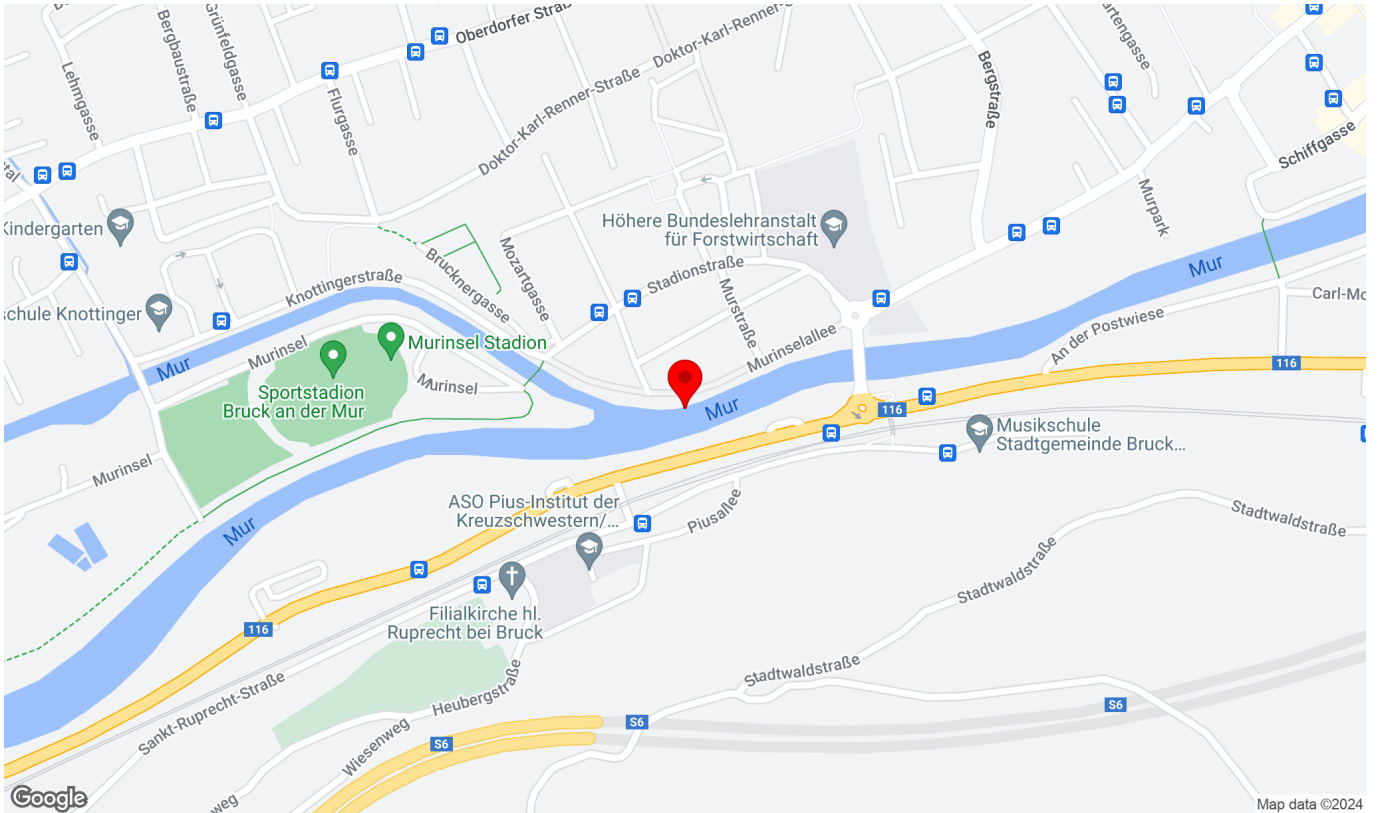 Oberdorfer Straß
Doktor-Karl-Renner-
Grünfeldgasse
Bergbaustraße
Lehmgasse
Flurgasse
Doktor-Karl-Renner-Straße
Bergstraße
artengasse
Schiffgasse
Murpark
Kindergarten
Höhere Bundeslehranstalt
für Forstwirtschaft
Mozartgasse
Brucknergasse
Stadionstraße
Murstraße
Knottingerstraße
schule Knottinger
Murinselallee
Mur
Carl-Mo
An der Postwiese
Murinsel
Murinsel Stadion
Mur
Sportstadion
Bruck an der Mur
Murinsel
116
Mur
116
Musikschule
Stadtgemeinde Bruck...
Murinsel
ASO Pius-Institut der
Kreuzschwestern/...
Piusallee
Mur
Stadtwaldstraße
Stadtwaldstraße
Filialkirche hl.
Ruprecht bei Bruck
116
Stadtwaldstraße
Sankt-Ruprecht-Straße
Heubergstraße
Wiesenweg
S6
S6
S6
weg
Google
Map data ©2024